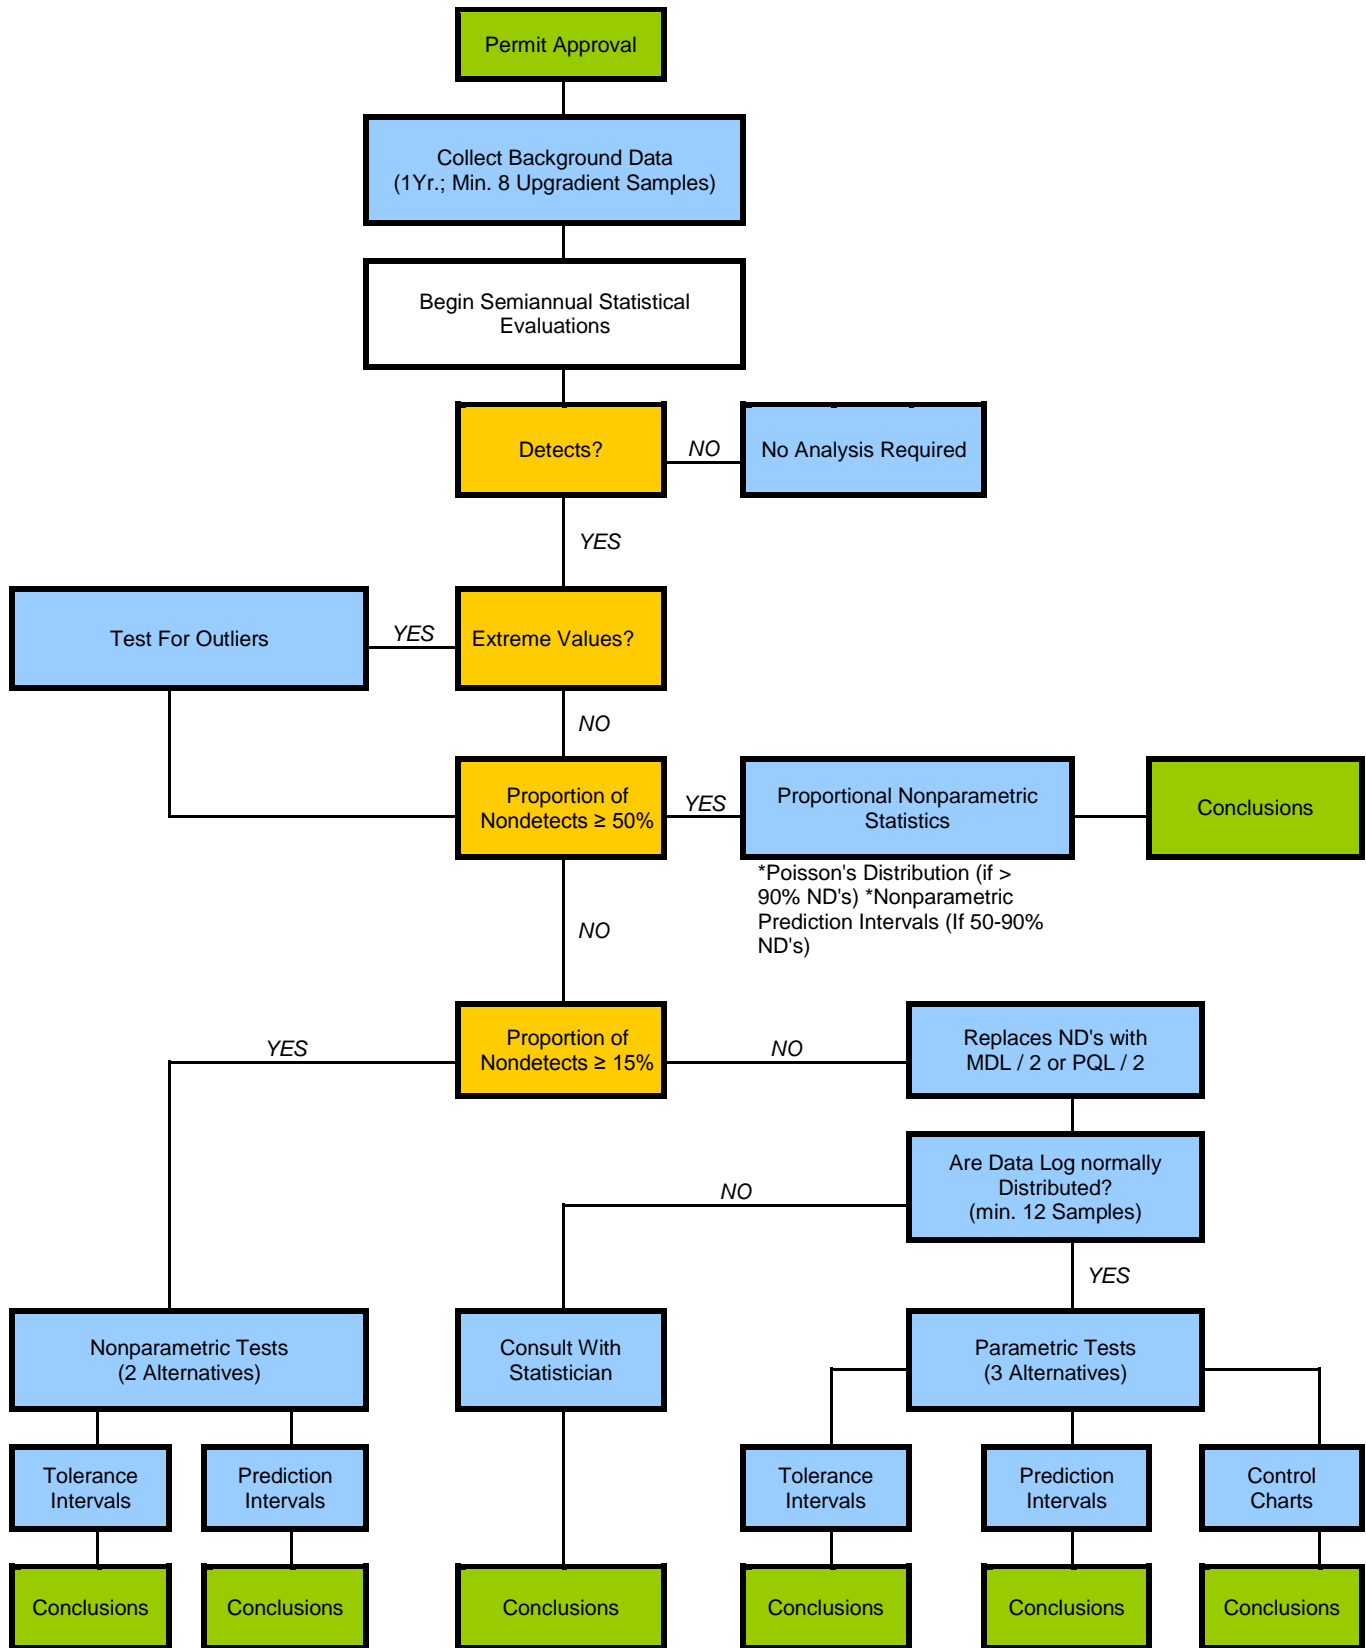 Permit Approval
Collect Background Data
(1Yr.; Min. 8 Upgradient Samples)
Begin Semiannual Statistical
Evaluations
Detects?
NO
No Analysis Required
YES
Test For Outliers
YES
Extreme Values?
NO
Proportion of
Nondetects ≥ 50%
YES
Proportional Nonparametric
Statistics
Conclusions
*Poisson's Distribution (if >
90% ND's) *Nonparametric
Prediction Intervals (If 50-90%
ND's)
NO
Proportion of
Nondetects ≥ 15%
YES
NO
Replaces ND's with
MDL / 2 or PQL / 2
Are Data Log normally
Distributed?
(min. 12 Samples)
NO
YES
Nonparametric Tests
(2 Alternatives)
Consult With
Statistician
Parametric Tests
(3 Alternatives)
Tolerance
Intervals
Prediction
Intervals
Tolerance
Intervals
Prediction
Intervals
Control
Charts
Conclusions
Conclusions
Conclusions
Conclusions
Conclusions
Conclusions